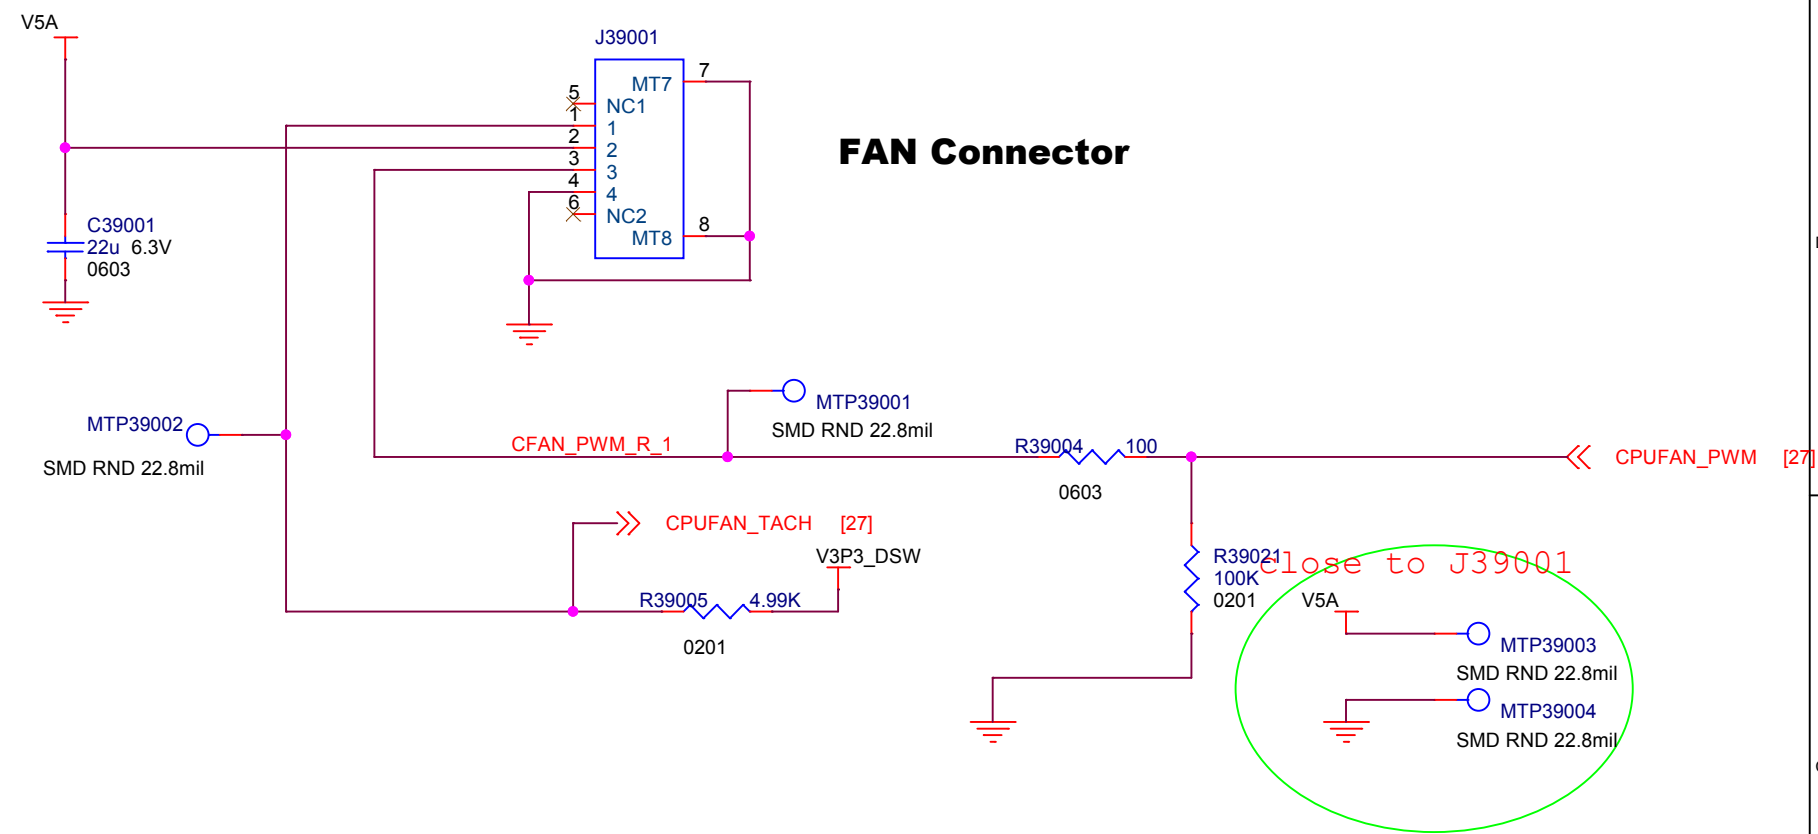 V5A
J39001
7
MT7
5
NC1
1
1
2
2
FAN Connector
3
3
4
4
6
NC2
8
MT8
C39001
22u 6.3V
0603
MTP39001
SMD RND 22.8mil
MTP39002
SMD RND 22.8mil
CFAN_PWM_R_1
R39004 100
0603
CPUFAN_PWM [27]
CPUFAN_TACH [27]
V3P3_DSW
R39005 4.99K
0201
R39021
100K
0201
close to J39001
V5A
MTP39003
SMD RND 22.8mil
MTP39004
SMD RND 22.8mil